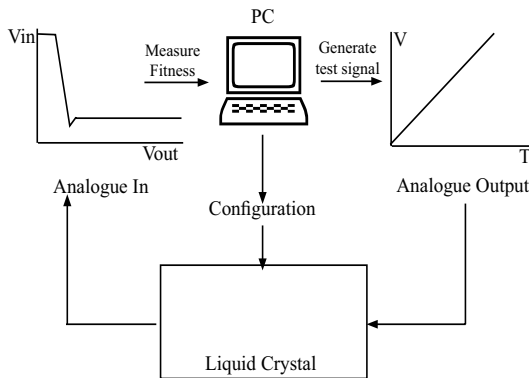 PC
Vin
Measure
Fitness
Generate
test signal
V
Vout
T
Analogue In
Analogue Output
Configuration
Liquid Crystal